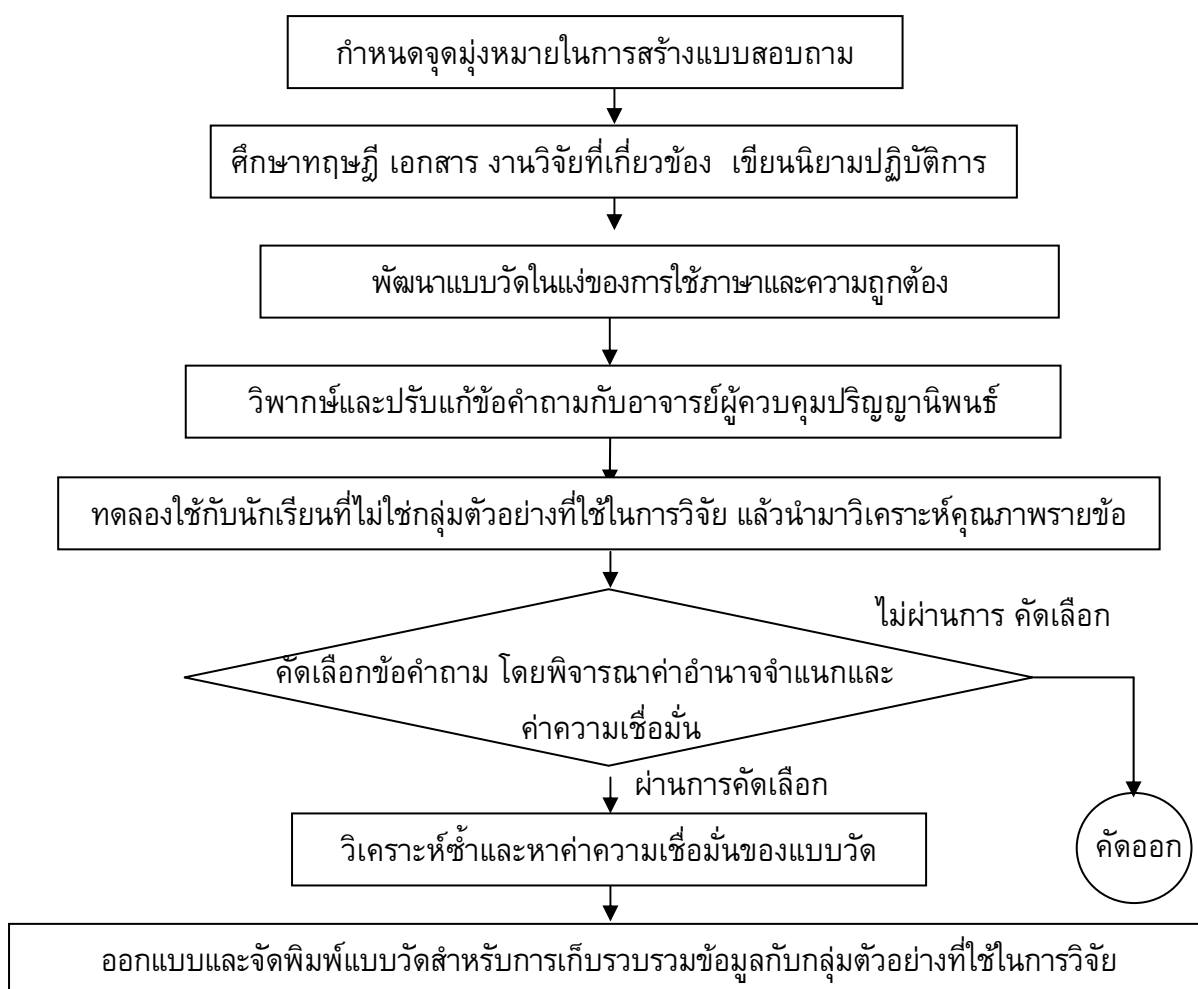 กำหนดจุดมุ่งหมายในการสร้างแบบสอบถาม
ศึกษาทฤษฎี เอกสาร งานวิจัยที่เกี่ยวข้อง เขียนนิยามปฏิบัติการ
พัฒนาแบบวัดในแง่ของการใช้ภาษาและความถูกต้อง
วิพากษ์และปรับแก้ข้อคำถามกับอาจารย์ผู้ควบคุมปริญญานิพนธ์
ทดลองใช้กับนักเรียนที่ไม่ใช่กลุ่มตัวอย่างที่ใช้ในการวิจัย แล้วนำมาวิเคราะห์คุณภาพรายข้อ
ไม่ผ่านการ คัดเลือก
คัดเลือกข้อคำถาม โดยพิจารณาค่าอำนาจจำแนกและ
ค่าความเชื่อมั่น
ผ่านการคัดเลือก
วิเคราะห์ซ้ำและหาค่าความเชื่อมั่นของแบบวัด
คัดออก
ออกแบบและจัดพิมพ์แบบวัดสำหรับการเก็บรวบรวมข้อมูลกับกลุ่มตัวอย่างที่ใช้ในการวิจัย